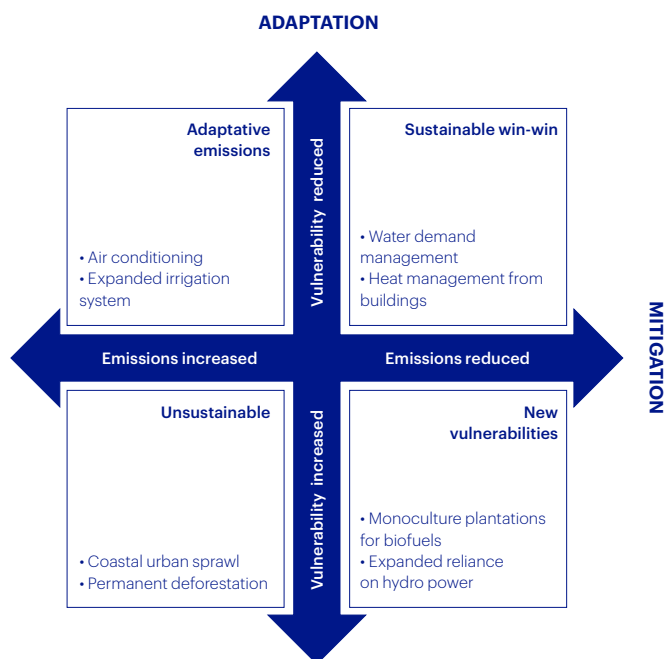 ADAPTATION
Adaptative
emissions
• Air conditioning
• Expanded irrigation
system
Vulnerability reduced
Sustainable win-win
• Water demand
management
• Heat management from
buildings
Emissions increased
Emissions reduced
MITIGATION
Unsustainable
• Coastal urban sprawl
• Permanent deforestation
Vulnerability increased
New
vulnerabilities
• Monoculture plantations
for biofuels
• Expanded reliance
on hydro power